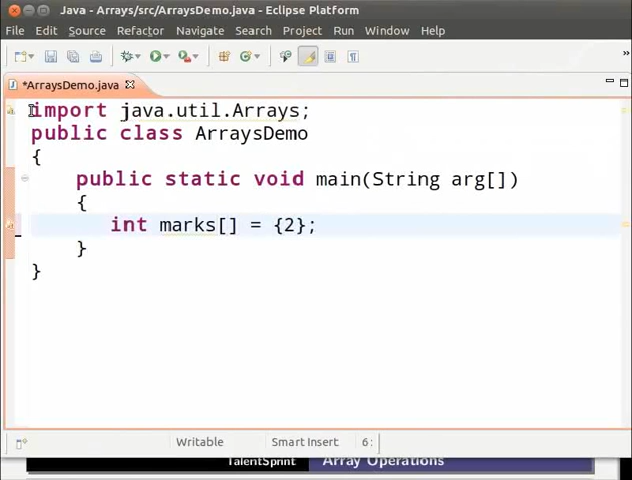 Java - Arrays/src/ArraysDemo.java - Eclipse Platform
File Edit Source Refactor Navigate Search Project Run Window Help
*ArraysDemo.java
import java.util.Arrays;
public class ArraysDemo
{
public static void main(String arg[])
{
int marks[] = {2};
}
}
Writable Smart Insert 6:
TalentSprint Array Operations